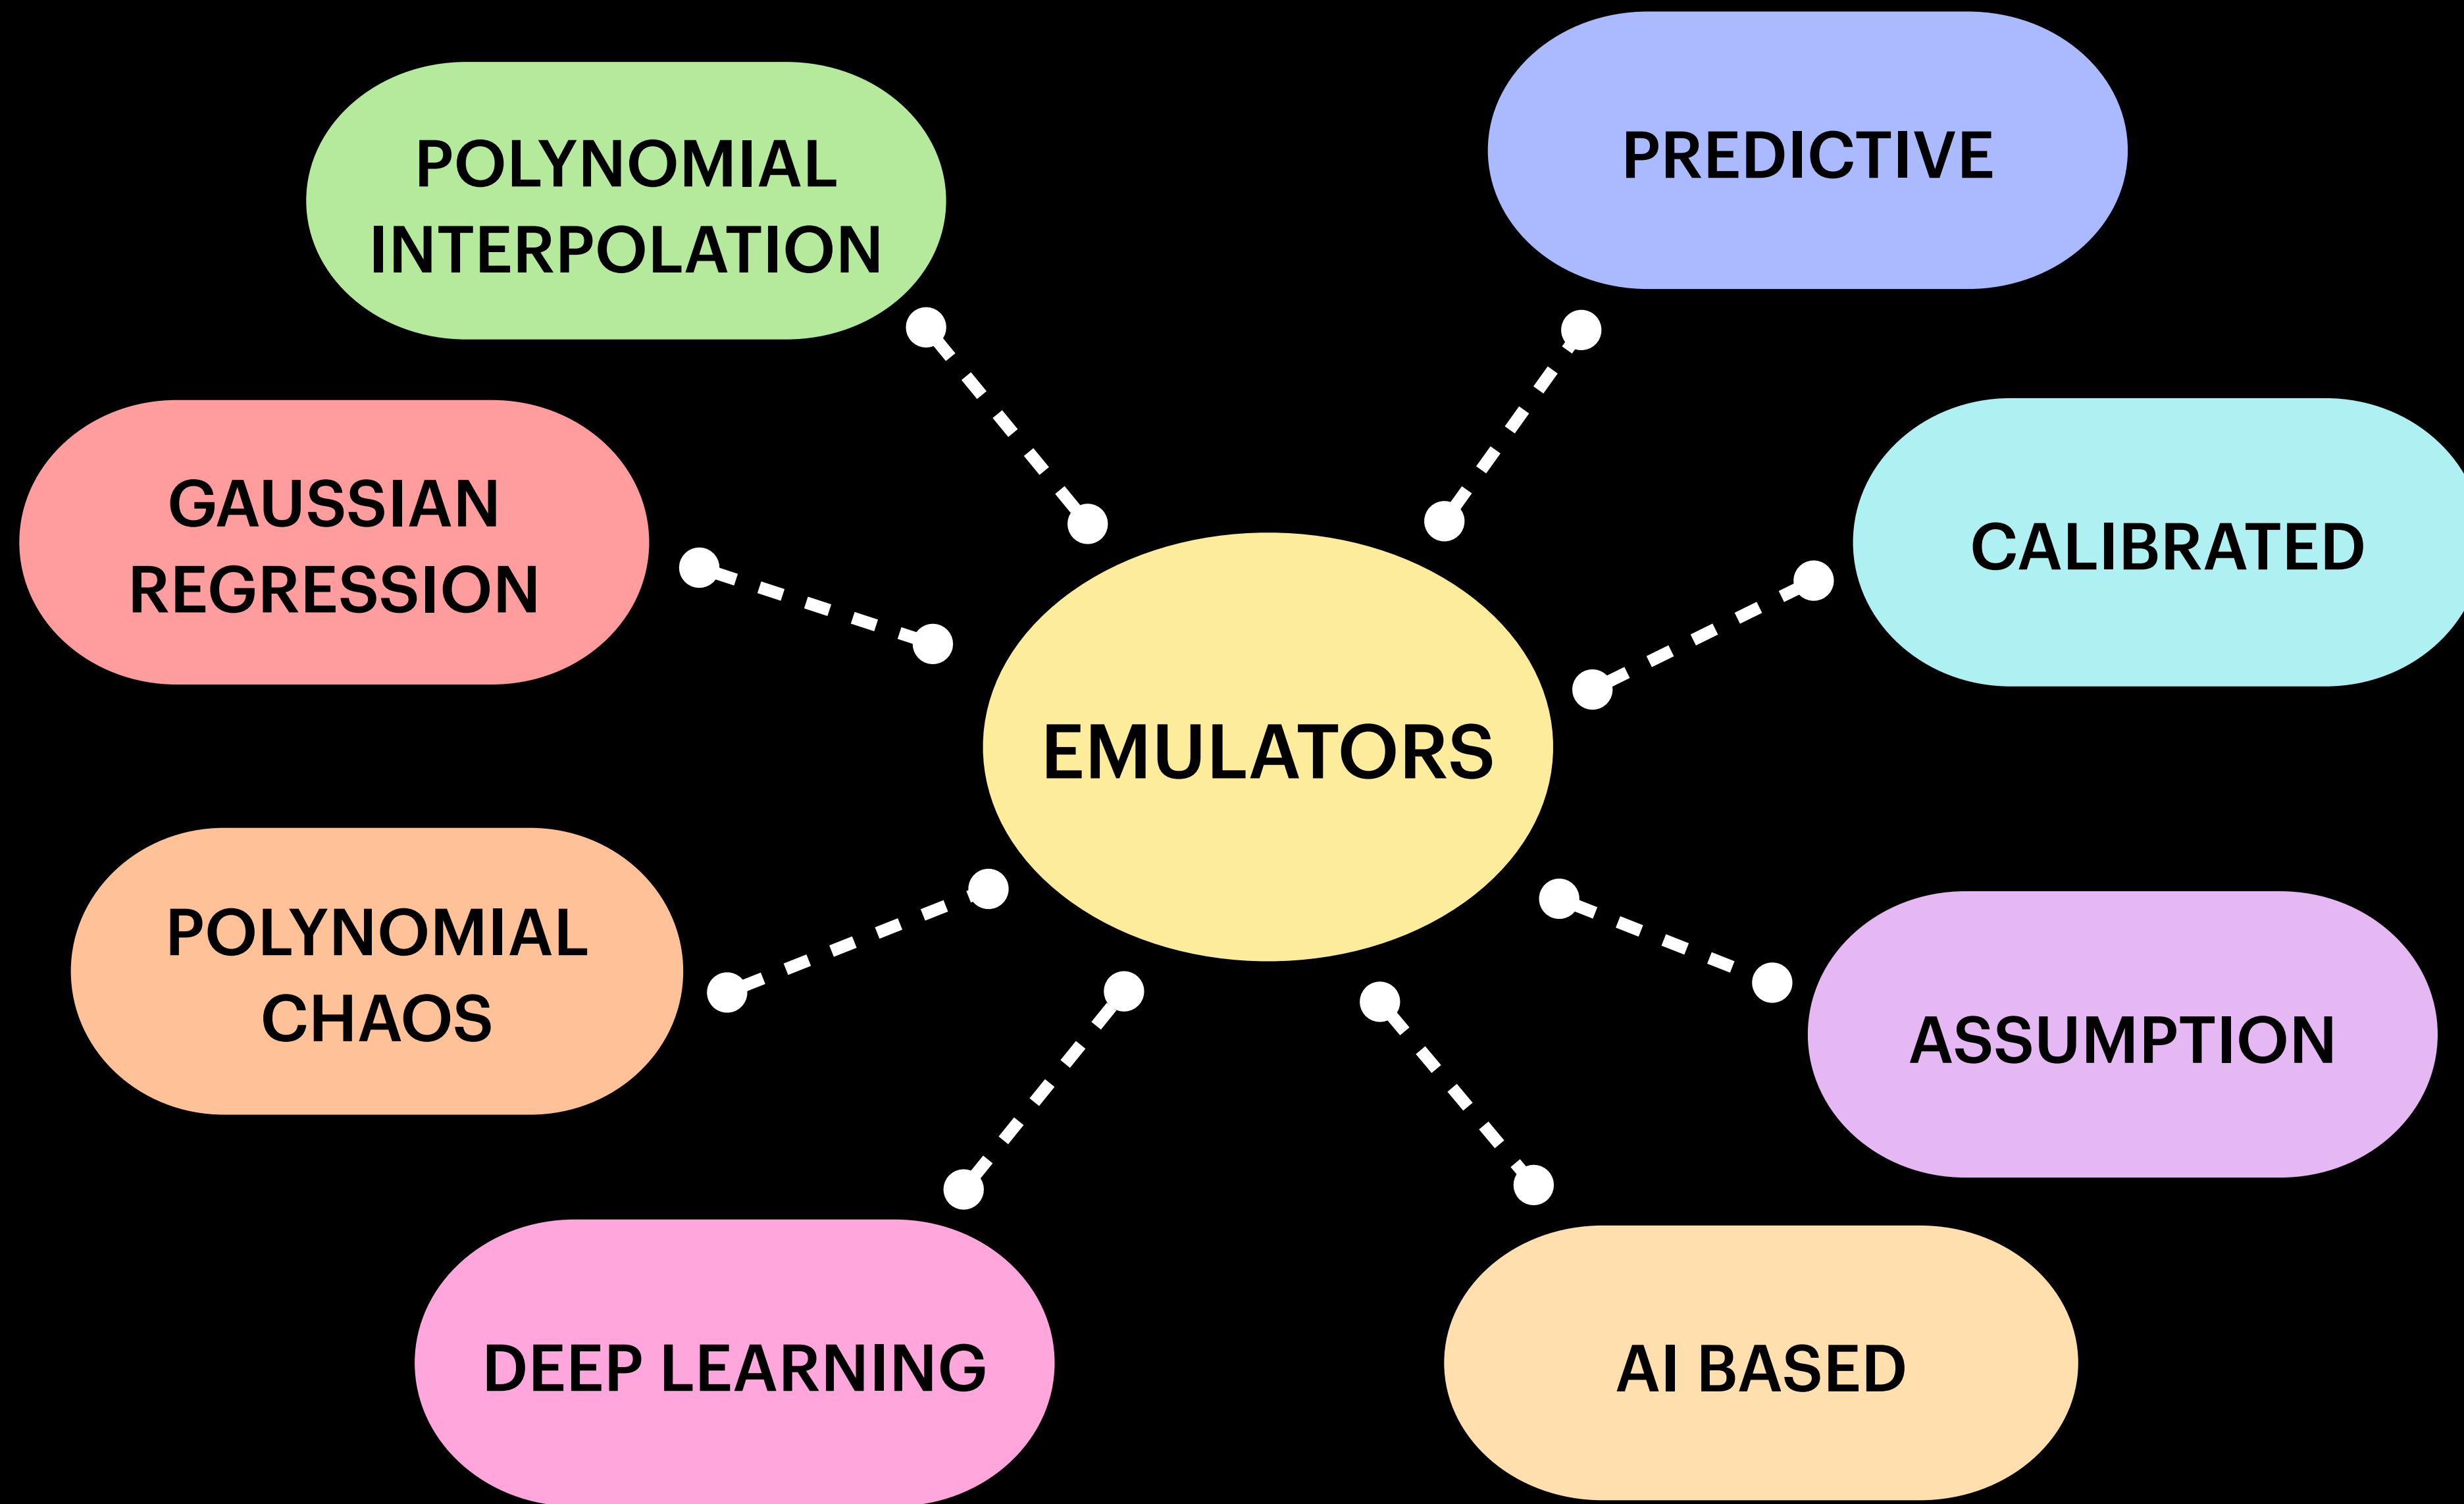 POLYNOMIAL
INTERPOLATION
PREDICTIVE
GAUSSIAN
REGRESSION
CALIBRATED
EMULATORS
POLYNOMIAL
CHAOS
ASSUMPTION
DEEP LEARNING
AI BASED